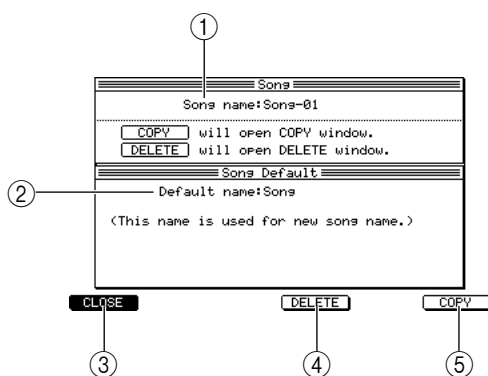 ①
Song
Song name:Song-01
COPY will open COPY window.
DELETE will open DELETE window.
Song Default
② Default name:Song
(This name is used for new song name.)
CLOSE DELETE COPY
③ ④ ⑤